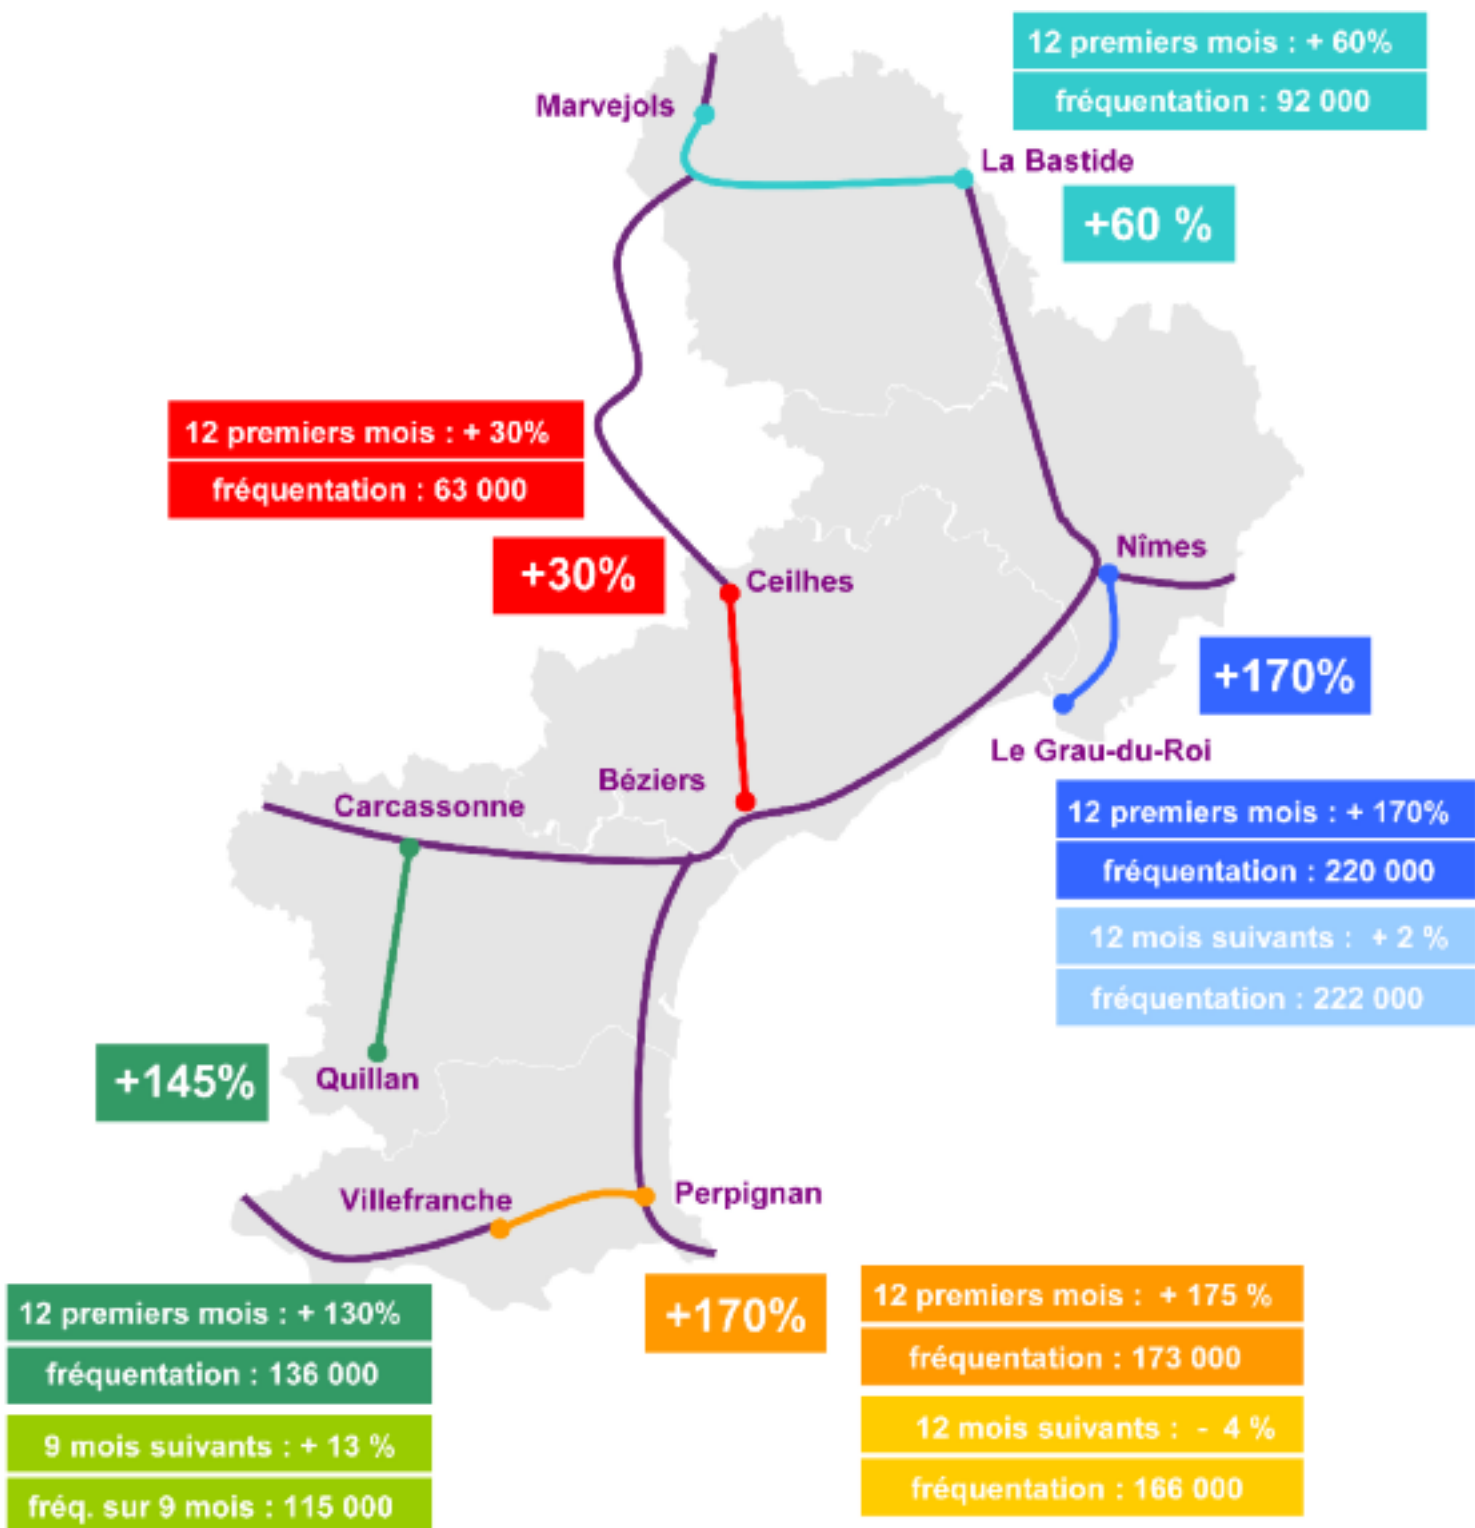 12 premiers mois : + 60%
fréquentation : 92 000
Marvejols
La Bastide
+60 %
12 premiers mois : + 30%
fréquentation : 63 000
+30%
Ceilhes
Nîmes
+170%
Le Grau-du-Roi
Béziers
Carcassonne
12 premiers mois : + 170%
fréquentation : 220 000
12 mois suivants : + 2 %
fréquentation : 222 000
+145%
Quillan
Villefranche
Perpignan
+170%
12 premiers mois : + 175 %
fréquentation : 173 000
12 mois suivants : - 4 %
fréquentation : 166 000
12 premiers mois : + 130%
fréquentation : 136 000
9 mois suivants : + 13 %
fréq. sur 9 mois : 115 000